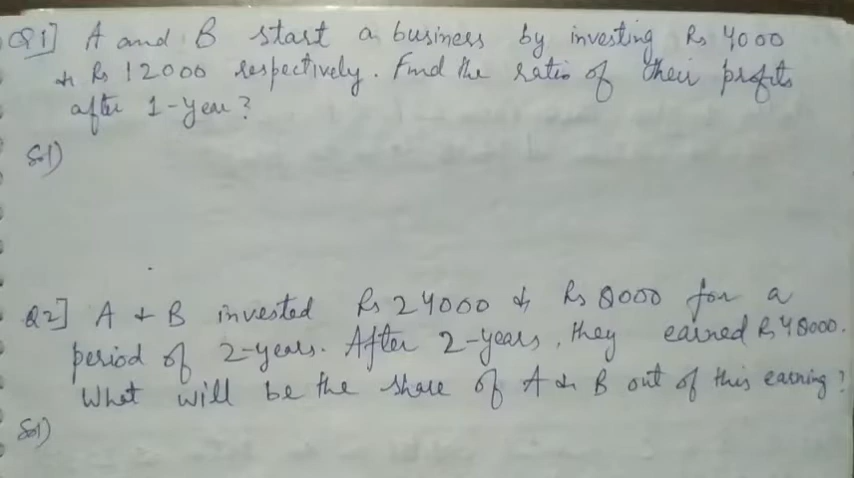 Q1] A and B start a business by investing Rs 4000
& Rs 12000 respectively. Find the ratio of their profits
after 1-year?
Sol)
Q2] A & B invested Rs 24000 & Rs 8000 for a
period of 2-years. After 2-years, they earned Rs 48000.
What will be the share of A & B out of this earning?
Sol)